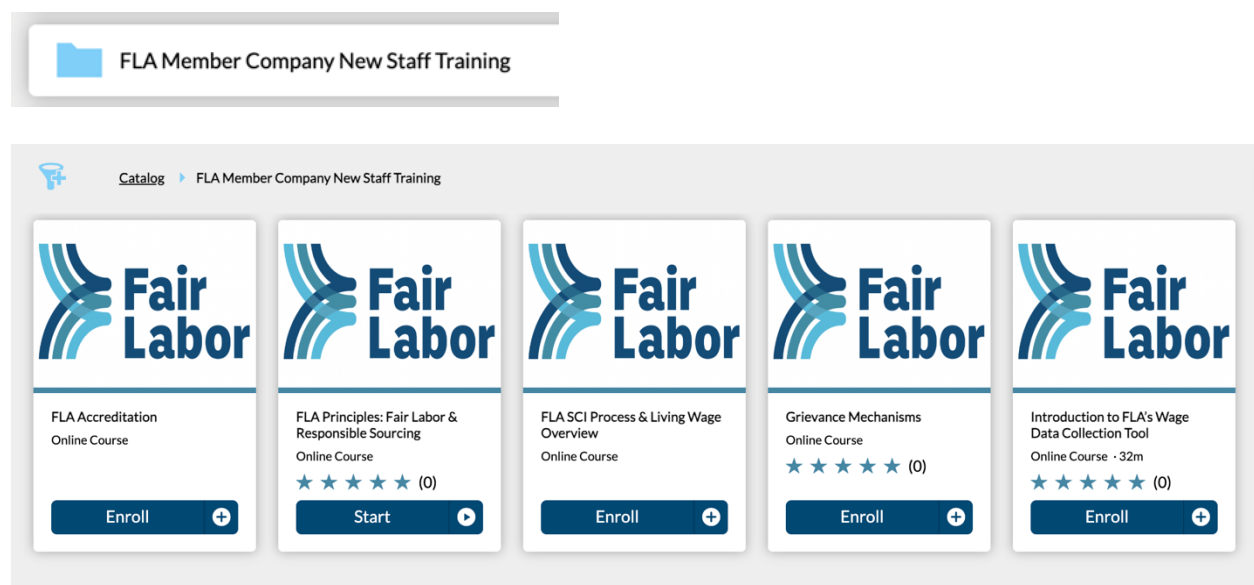 FLA Member Company New Staff Training
Catalog FLA Member Company New Staff Training
Fair
Labor
FLA Accreditation
Online Course
Enroll
Fair
Labor
FLA Principles: Fair Labor &
Responsible Sourcing
Online Course
(0)
Start
Fair
Labor
FLA SCI Process & Living Wage
Overview
Online Course
Enroll
Fair
Labor
Grievance Mechanisms
Online Course
(0)
Enroll
Fair
Labor
Introduction to FLA's Wage
Data Collection Tool
Online Course · 32m
(0)
Enroll